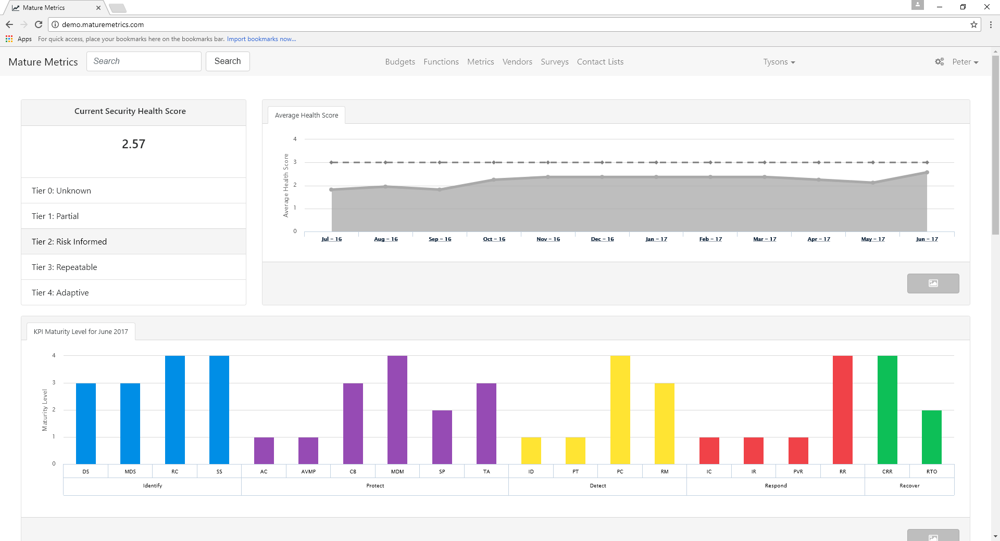 Mature Metrics
demo.maturemetrics.com
Apps For quick access, place your bookmarks here on the bookmarks bar. Import bookmarks now...
Mature Metrics Search Search Budgets Functions Metrics Vendors Surveys Contact Lists Tysons Peter
Current Security Health Score
2.57
Tier 0: Unknown
Tier 1: Partial
Tier 2: Risk Informed
Tier 3: Repeatable
Tier 4: Adaptive
Average Health Score
Average Health Score
4
3
2
1
0
Jul - 16 Aug - 16 Sep - 16 Oct - 16 Nov - 16 Dec - 16 Jan - 17 Feb - 17 Mar - 17 Apr - 17 May - 17 Jun - 17
KPI Maturity Level for June 2017
Maturity Level
4
3
2
1
0
DS MDS RC SS AC AVMP CB MDM SP TA ID PT PC RM IC IR PVR RR CRR RTO
Identify Protect Detect Respond Recover